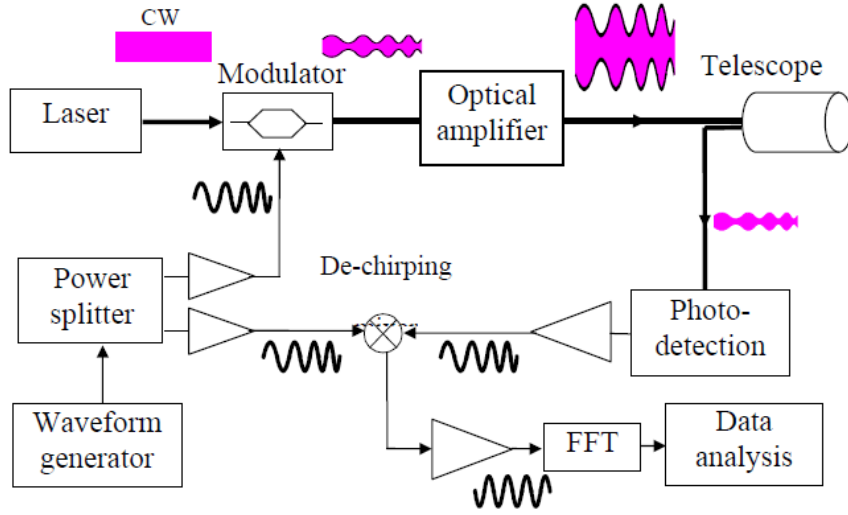 CW
Modulator
Telescope
Laser
Optical
amplifier
De-chirping
Power
splitter
Photo-
detection
Waveform
generator
FFT
Data
analysis